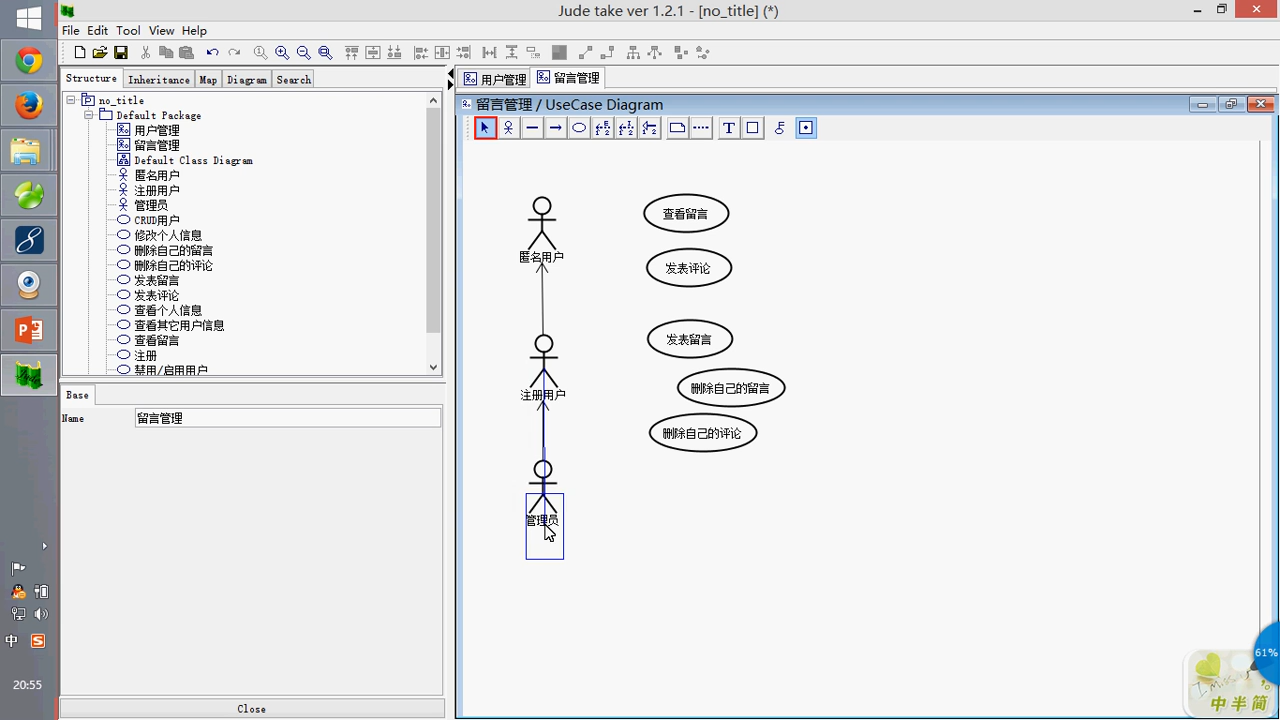 Jude take ver 1.2.1 - [no_title] (*)
File Edit Tool View Help
Structure Inheritance Map Diagram Search
no_title
Default Package
用户管理
留言管理
Default Class Diagram
匿名用户
注册用户
管理员
CRUD用户
修改个人信息
删除自己的留言
删除自己的评论
发表留言
发表评论
查看个人信息
查看其它用户信息
查看留言
注册
禁用/启用用户
Base
Name 留言管理
Close
用户管理 留言管理
留言管理 / UseCase Diagram
T
查看留言
匿名用户
发表评论
发表留言
注册用户
删除自己的留言
删除自己的评论
管理员
中
20:55
61%
中半简